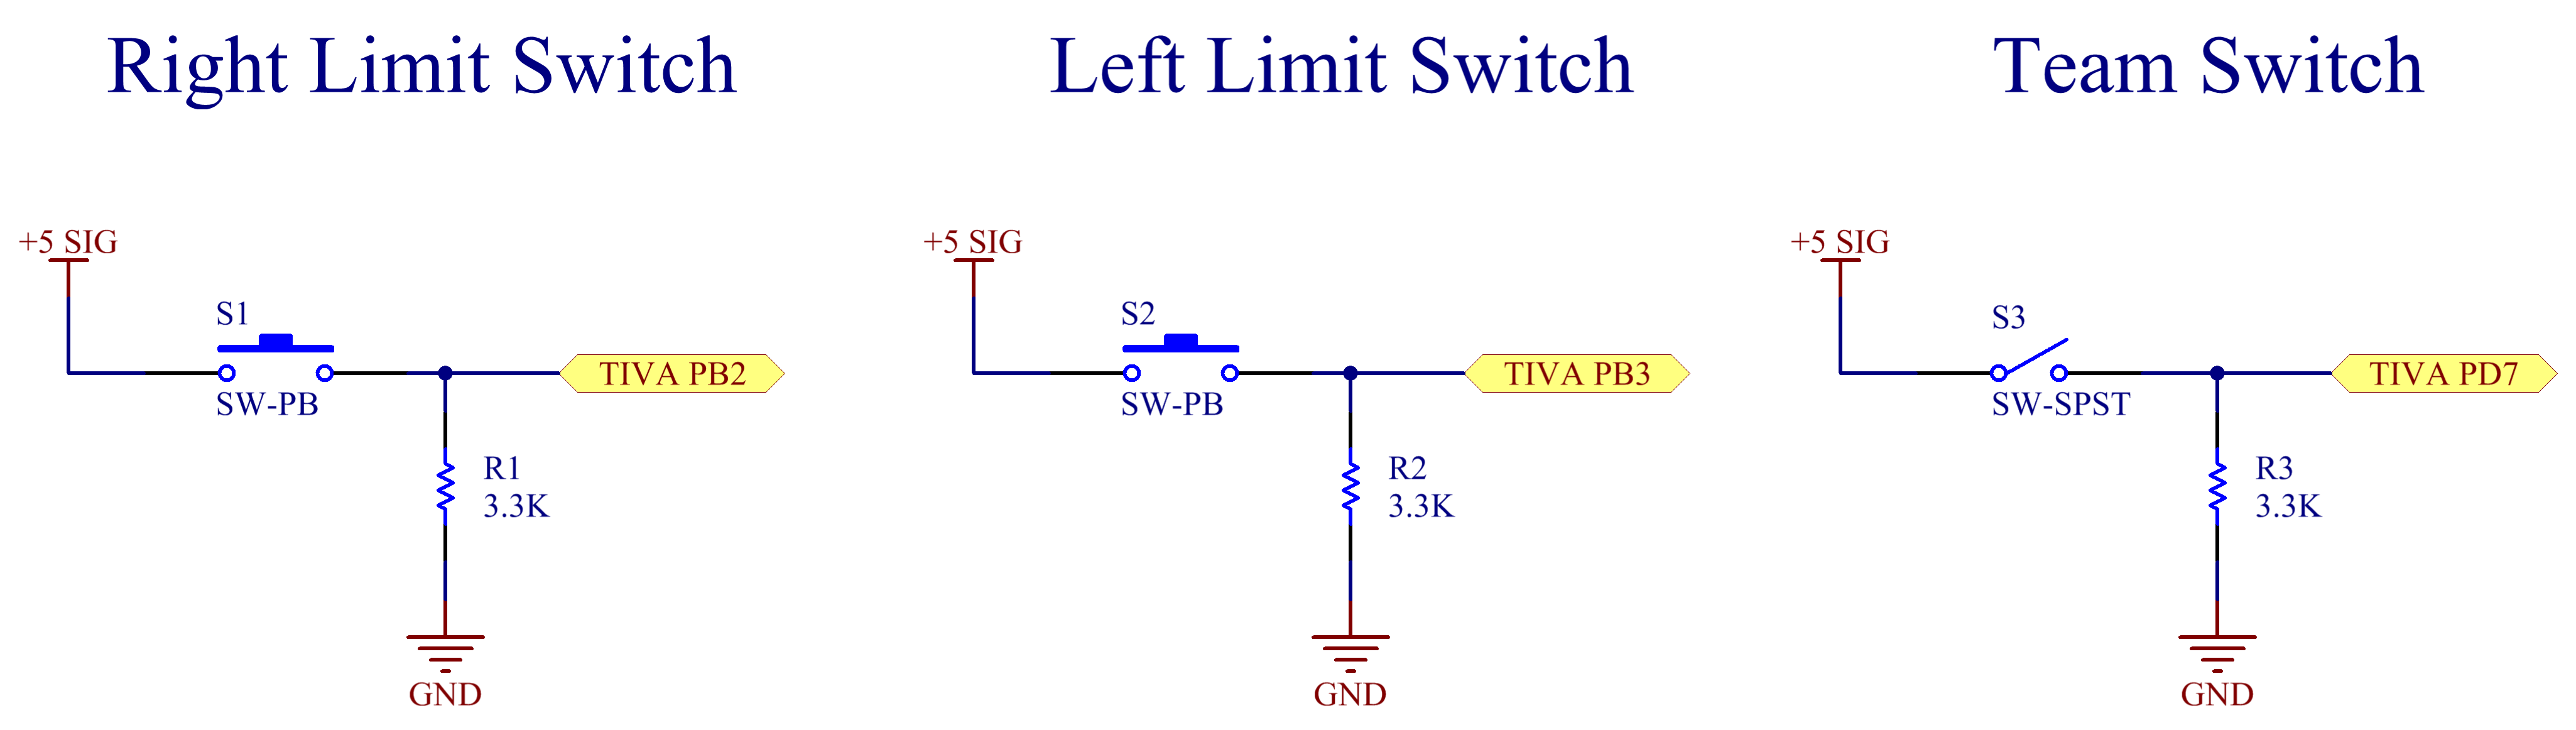 Right Limit Switch
Left Limit Switch
Team Switch
+5 SIG
S1
SW-PB
TIVA PB2
R1
3.3K
GND
+5 SIG
S2
SW-PB
TIVA PB3
R2
3.3K
GND
+5 SIG
S3
SW-SPST
TIVA PD7
R3
3.3K
GND